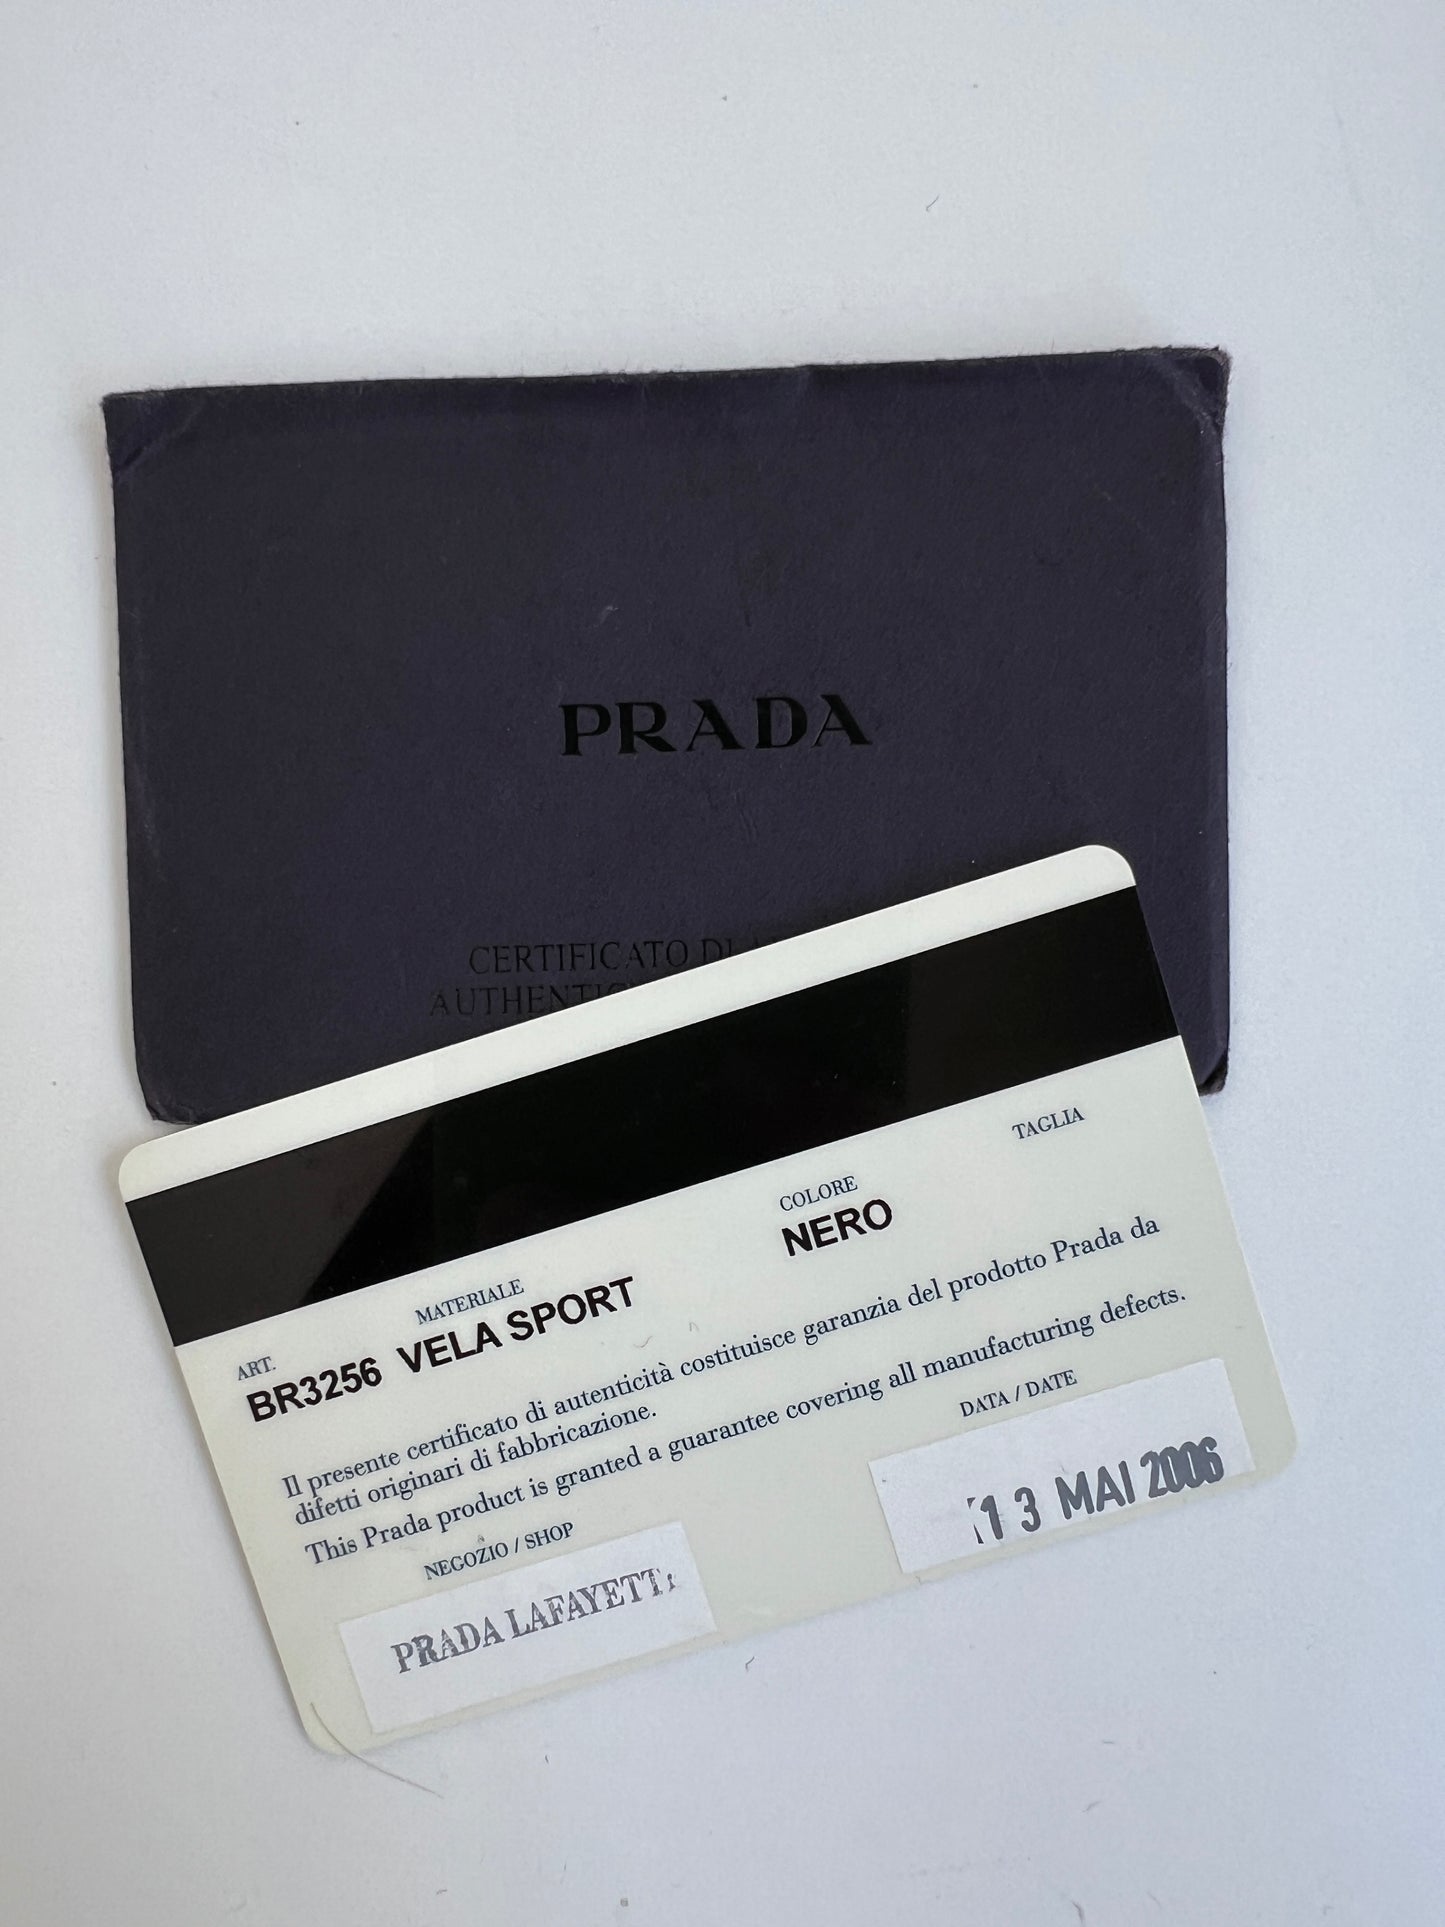 PRADA
CERTIFICATO DI
ART.
MATERIALE
COLORE
TAGLIA
BR3256 VELA SPORT NERO
Il presente certificato di autenticità costituisce garanzia del prodotto Prada da
difetti originari di fabbricazione.
This Prada product is granted a guarantee covering all manufacturing defects.
NEGOZIO / SHOP
DATA / DATE
PRADA LAFAYETT
13 MAI 2006